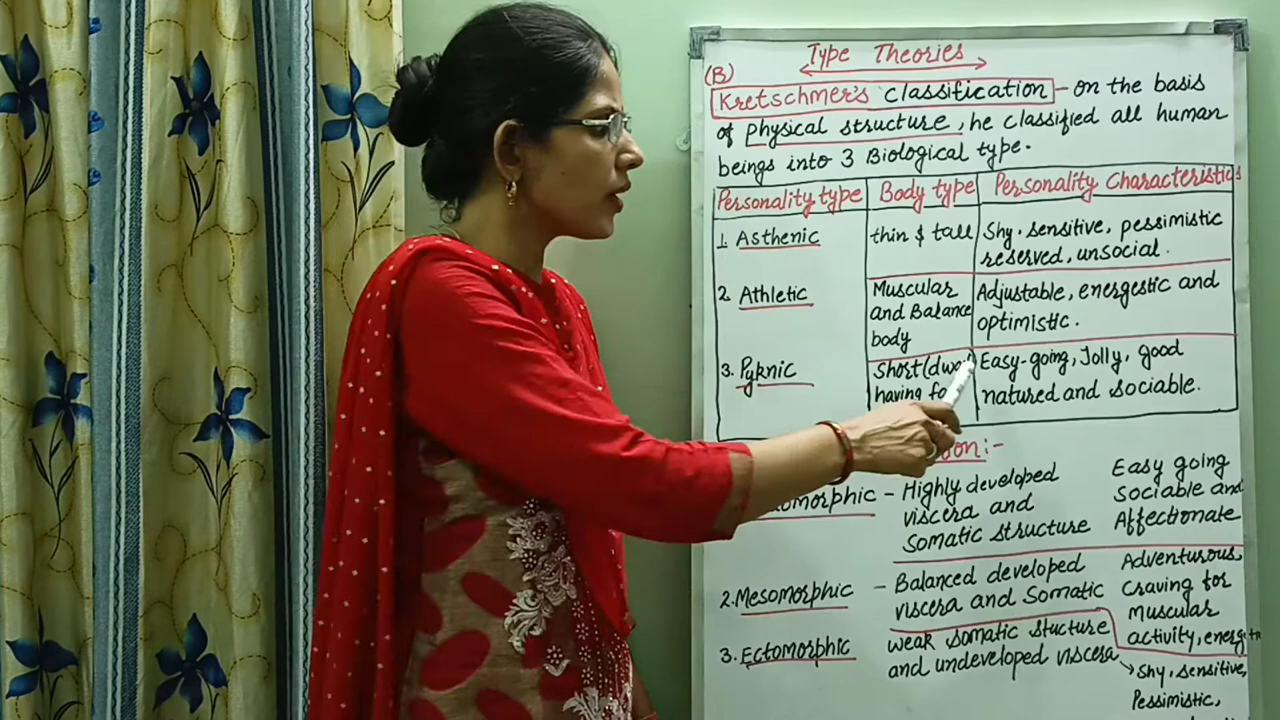 Type Theories
(B)
Kretschmer's classification - on the basis
of physical structure, he classified all human
beings into 3 Biological type.
Personality type Body type Personality Characteristics
1. Asthenic thin & tall Shy. sensitive, pessimistic
reserved, unsocial.
2. Athletic Muscular Adjustable, energestic and
and Balance optimistic.
body
3. Pyknic Short Easy-going, Jolly, good
having natured and sociable.
Highly developed Easy going
viscera and Sociable and
Somatic structure Affectionate
2. Mesomorphic - Balanced developed Adventurous,
viscera and Somatic Craving for
muscular
activity,
3. Ectomorphic weak somatic stucture
and undeveloped viscera
Shy, sensitive,
Pessimistic,